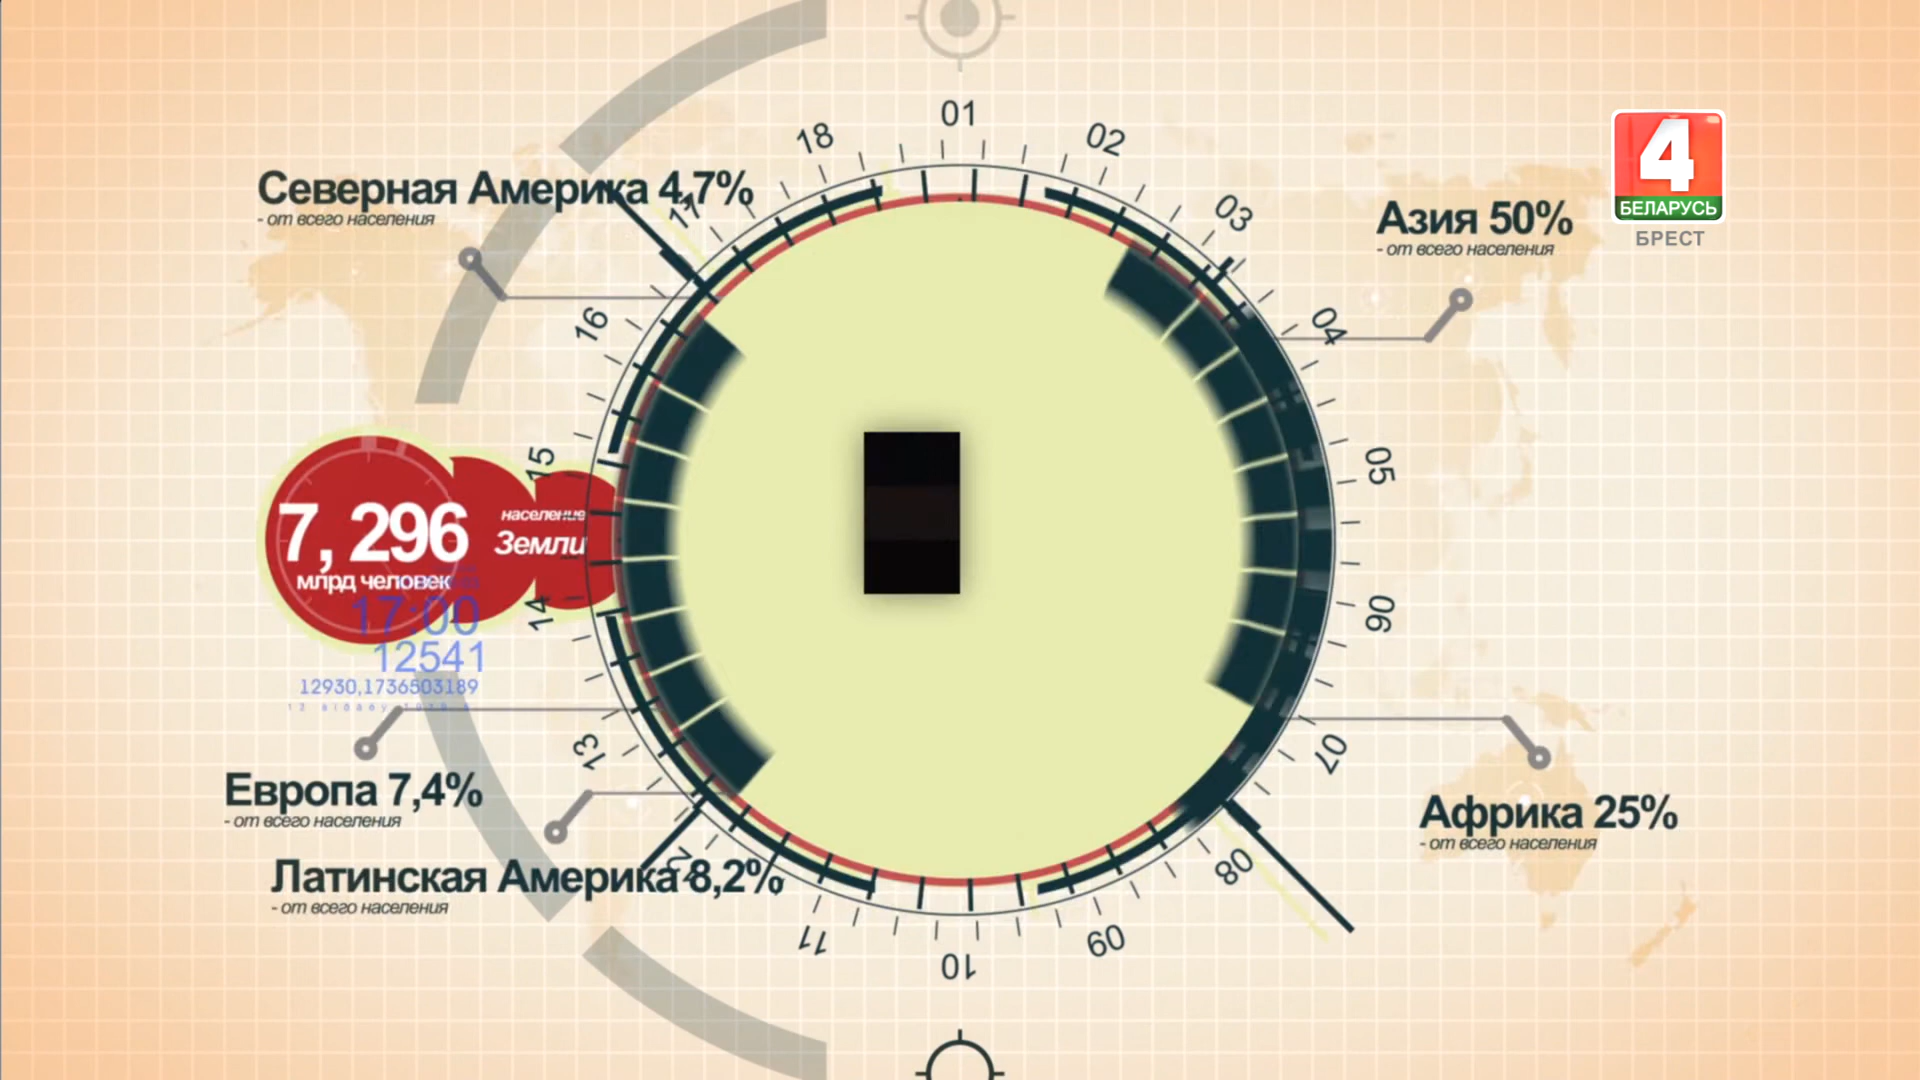 01
02
03
04
05
06
07
08
09
10
11
13
14
15
16
17
18
Северная Америка 4,7%
- от всего населения
Азия 50%
- от всего населения
4
БЕЛАРУСЬ
БРЕСТ
7, 296
млрд человек
население
Земли
17:00
12541
12930,1736503189
Европа 7,4%
- от всего населения
Латинская Америка 8,2%
- от всего населения
Африка 25%
- от всего населения